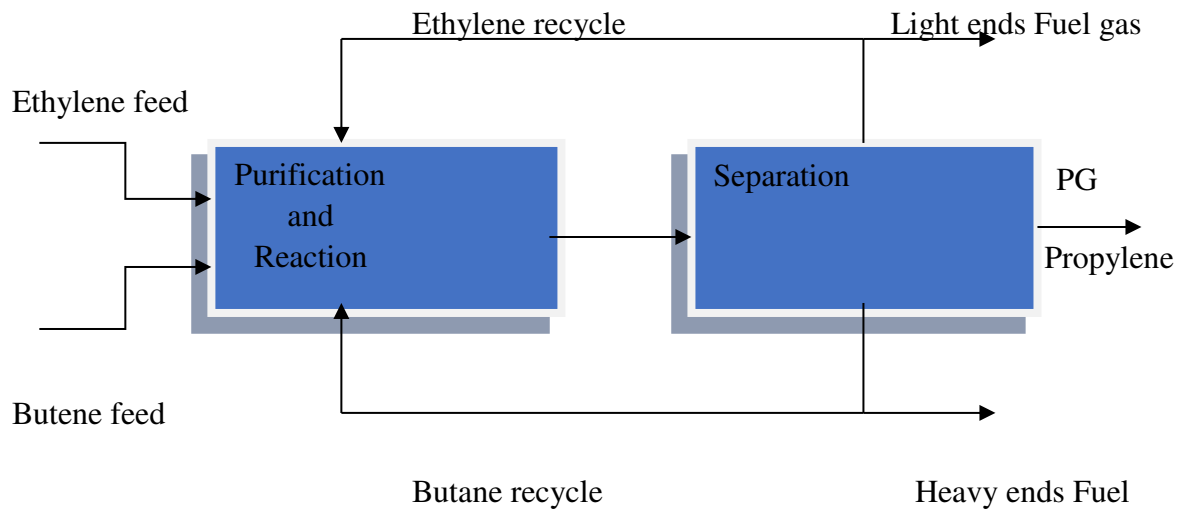 Ethylene recycle
Light ends Fuel gas
Ethylene feed
Purification
and
Reaction
Separation
PG
Propylene
Butene feed
Butane recycle
Heavy ends Fuel